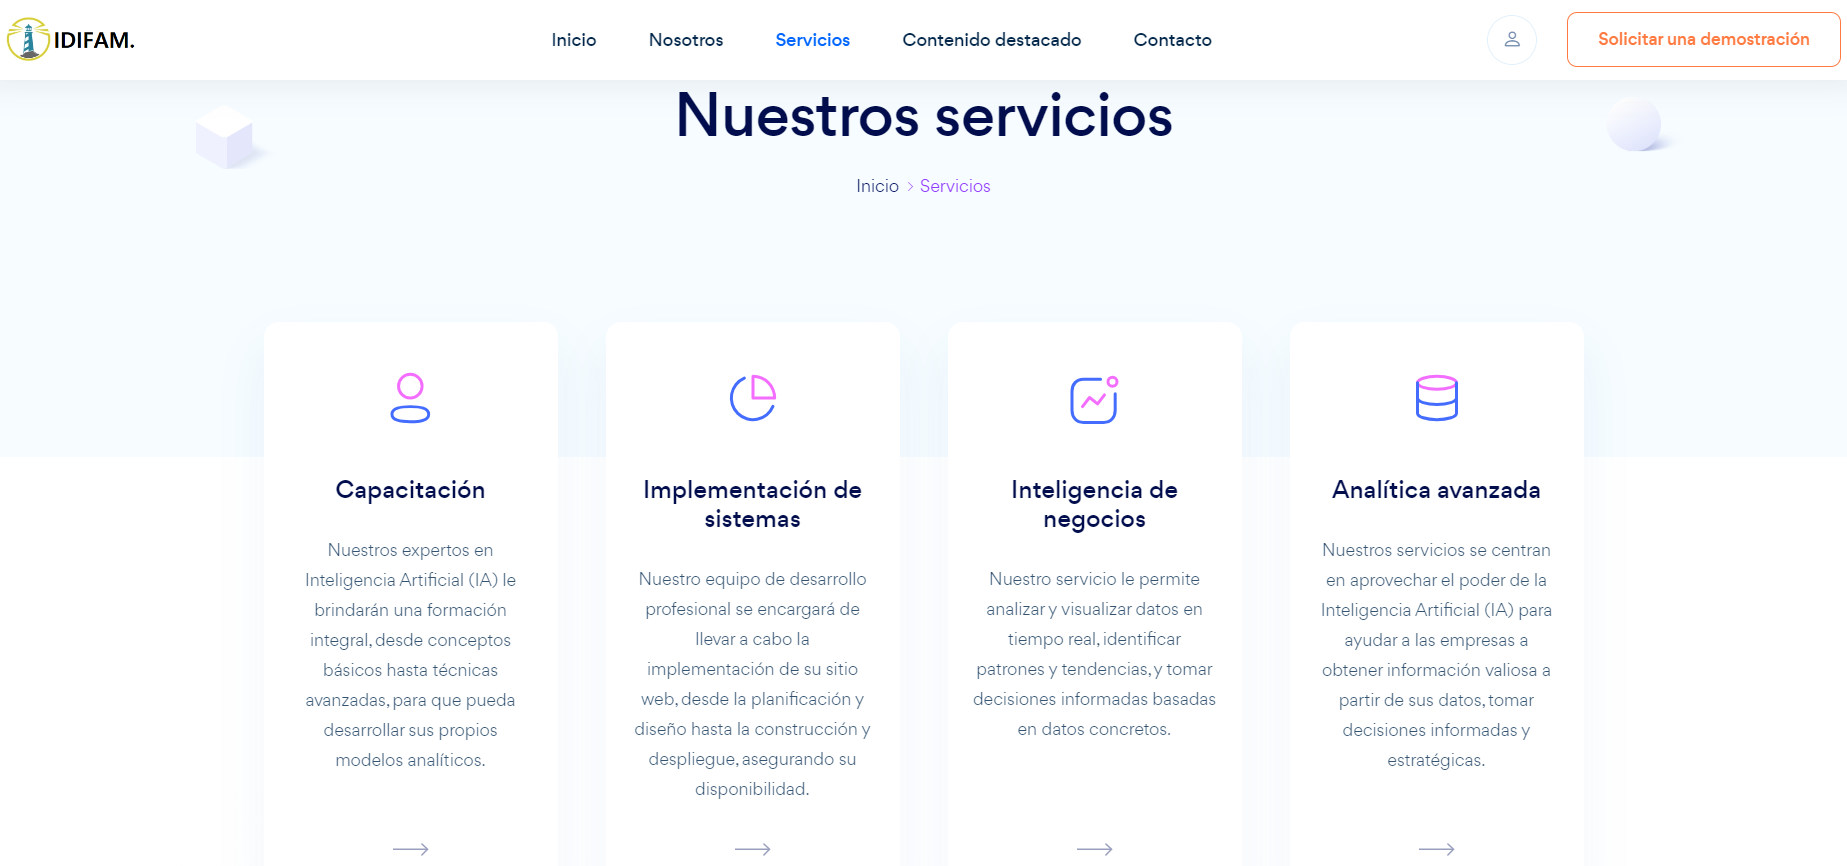 IDIFAM.
Inicio
Nosotros
Servicios
Contenido destacado
Contacto
Solicitar una demostración
Nuestros servicios
Inicio > Servicios
Capacitación
Nuestros expertos en
Inteligencia Artificial (IA) le
brindarán una formación
integral, desde conceptos
básicos hasta técnicas
avanzadas, para que pueda
desarrollar sus propios
modelos analíticos.
Implementación de
sistemas
Nuestro equipo de desarrollo
profesional se encargará de
llevar a cabo la
implementación de su sitio
web, desde la planificación y
diseño hasta la construcción y
despliegue, asegurando su
disponibilidad.
Inteligencia de
negocios
Nuestro servicio le permite
analizar y visualizar datos en
tiempo real, identificar
patrones y tendencias, y tomar
decisiones informadas basadas
en datos concretos.
Analítica avanzada
Nuestros servicios se centran
en aprovechar el poder de la
Inteligencia Artificial (IA) para
ayudar a las empresas a
obtener información valiosa a
partir de sus datos, tomar
decisiones informadas y
estratégicas.